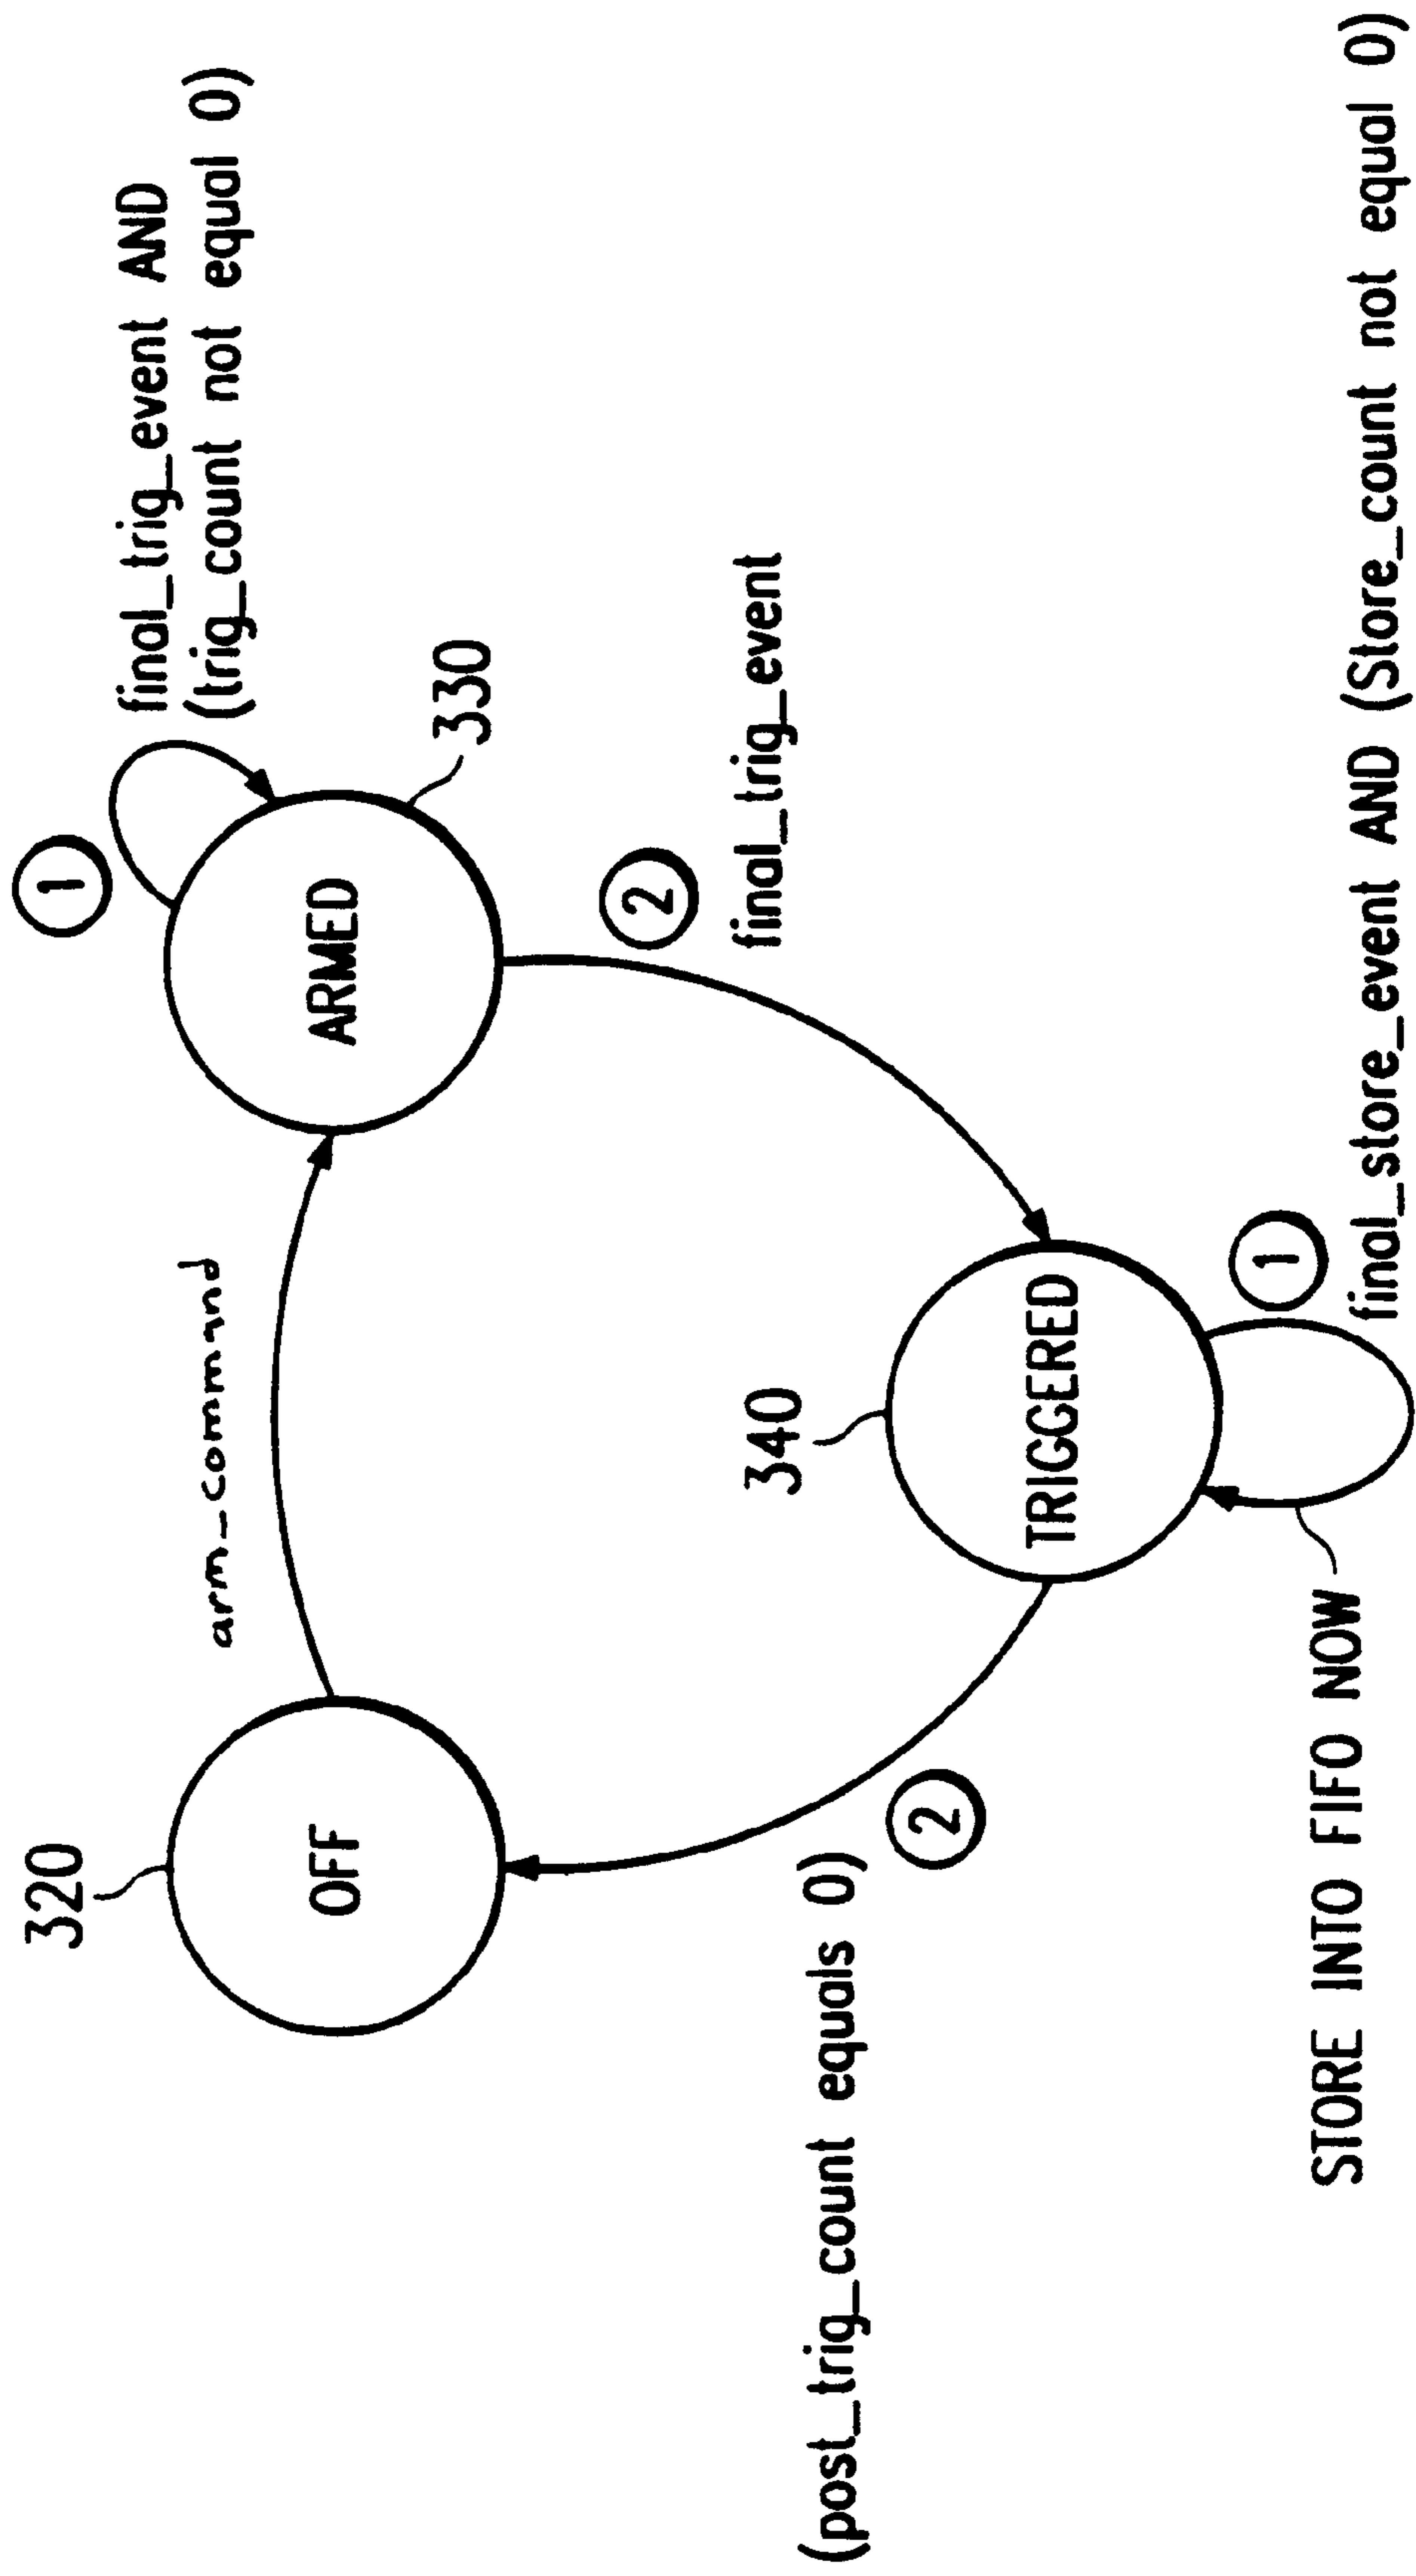 320
OFF
arm_command
①
final_trig_event AND
(trig_count not equal 0)
ARMED
330
②
final_trig_event
340
TRIGGERED
(post_trig_count equals 0)
②
①
STORE INTO FIFO NOW
final_store_event AND (Store_count not equal 0)